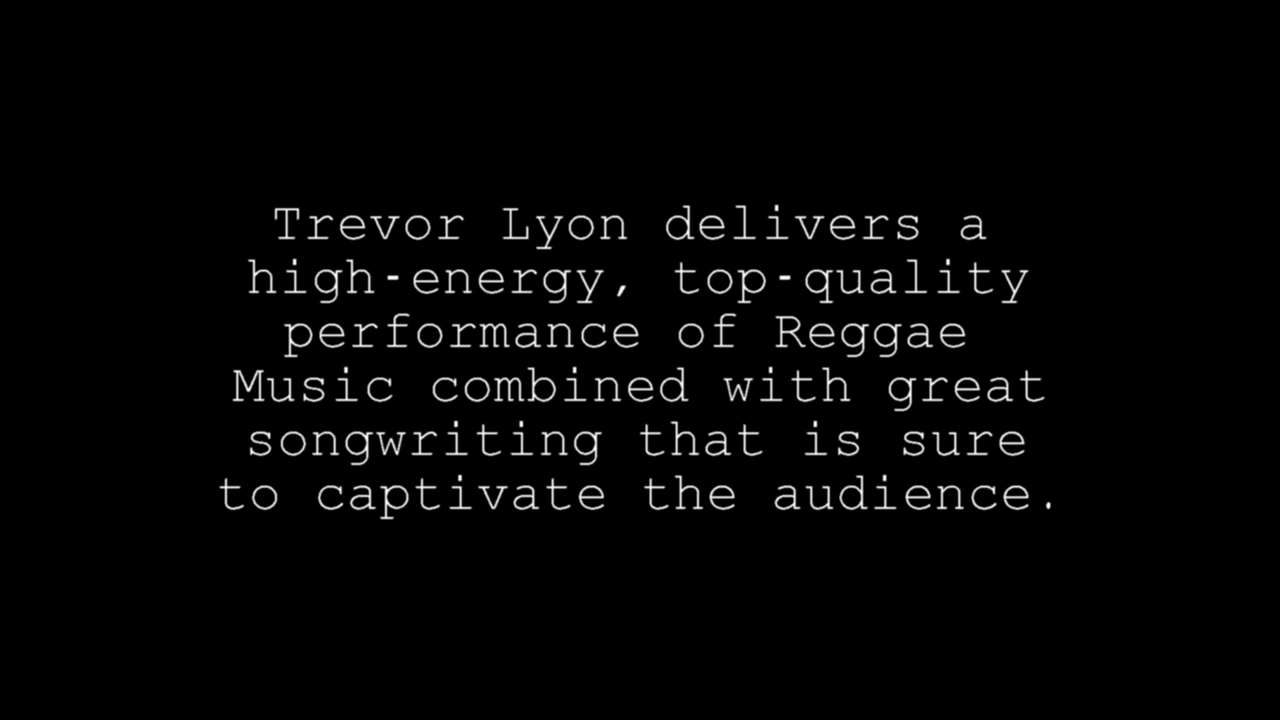 Trevor Lyon delivers a
high-energy, top-quality
performance of Reggae
Music combined with great
songwriting that is sure
to captivate the audience.